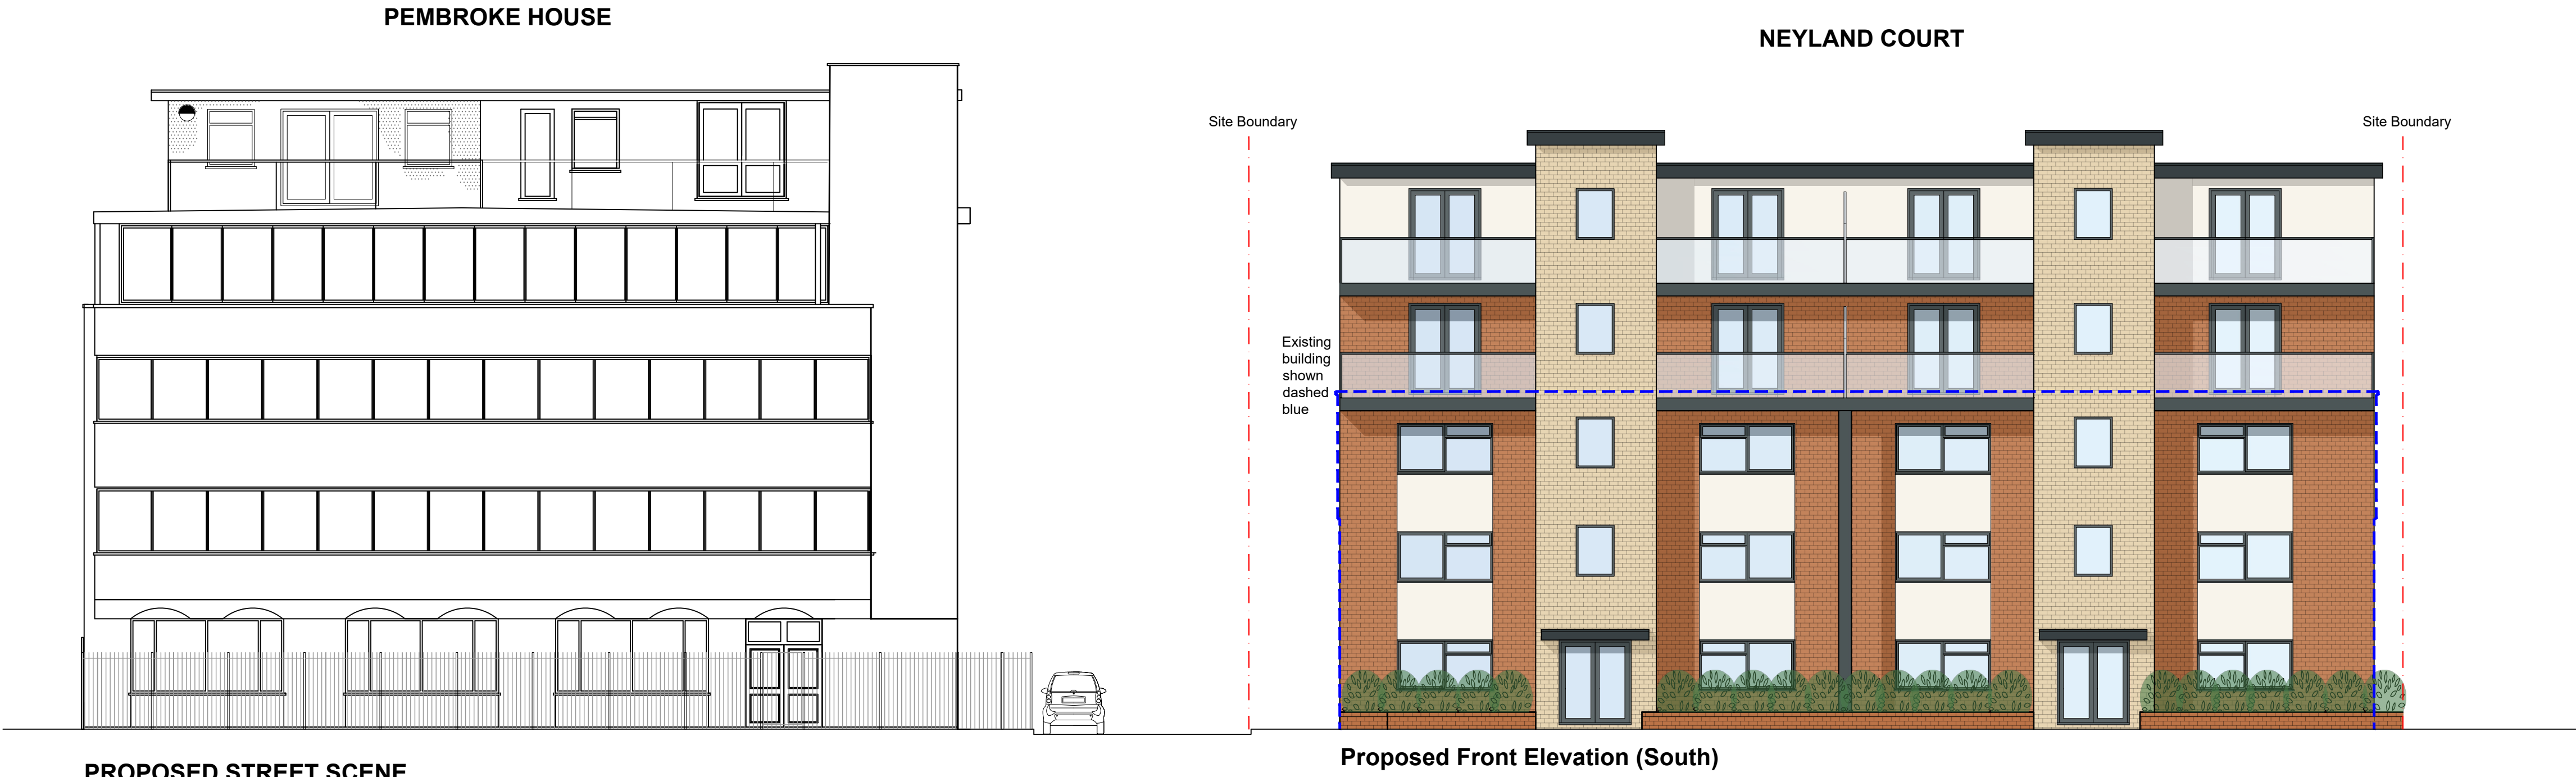 PEMBROKE HOUSE
NEYLAND COURT
Site Boundary
Site Boundary
Existing
building
shown
dashed
blue
Proposed Front Elevation (South)
PROPOSED STREET SCENE